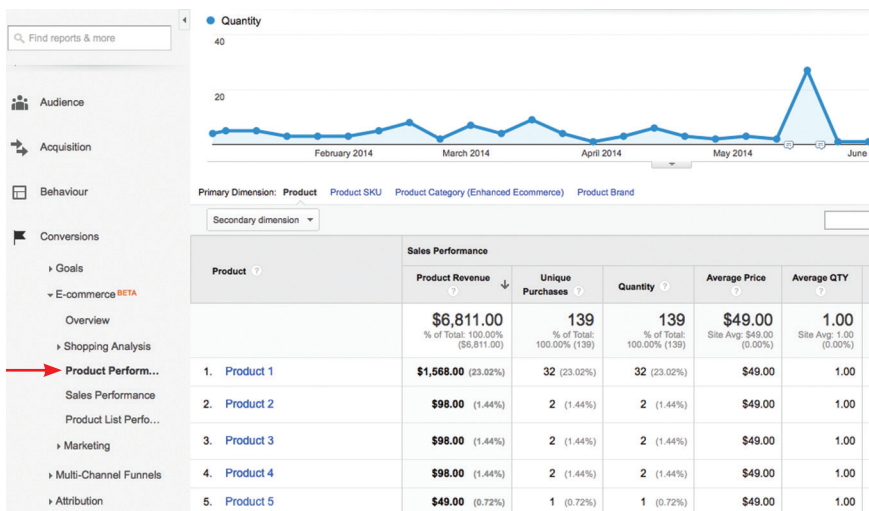 Find reports & more
Audience
Acquisition
Behaviour
Conversions
Goals
E-commerce BETA
Overview
Shopping Analysis
Product Perform...
Sales Performance
Product List Perfo...
Marketing
Multi-Channel Funnels
Attribution
Quantity
40
20
February 2014 March 2014 April 2014 May 2014 June
Primary Dimension: Product Product SKU Product Category (Enhanced Ecommerce) Product Brand
Secondary dimension
Sales Performance
Product ?
Product Revenue ? Unique Purchases ? Quantity ? Average Price ? Average QTY ?
$6,811.00 139 139 $49.00 1.00
% of Total: 100.00% ($6,811.00) % of Total: 100.00% (139) % of Total: 100.00% (139) Site Avg: $49.00 (0.00%) Site Avg: 1.00 (0.00%)
1. Product 1 $1,568.00 (23.02%) 32 (23.02%) 32 (23.02%) $49.00 1.00
2. Product 2 $98.00 (1.44%) 2 (1.44%) 2 (1.44%) $49.00 1.00
3. Product 3 $98.00 (1.44%) 2 (1.44%) 2 (1.44%) $49.00 1.00
4. Product 4 $98.00 (1.44%) 2 (1.44%) 2 (1.44%) $49.00 1.00
5. Product 5 $49.00 (0.72%) 1 (0.72%) 1 (0.72%) $49.00 1.00